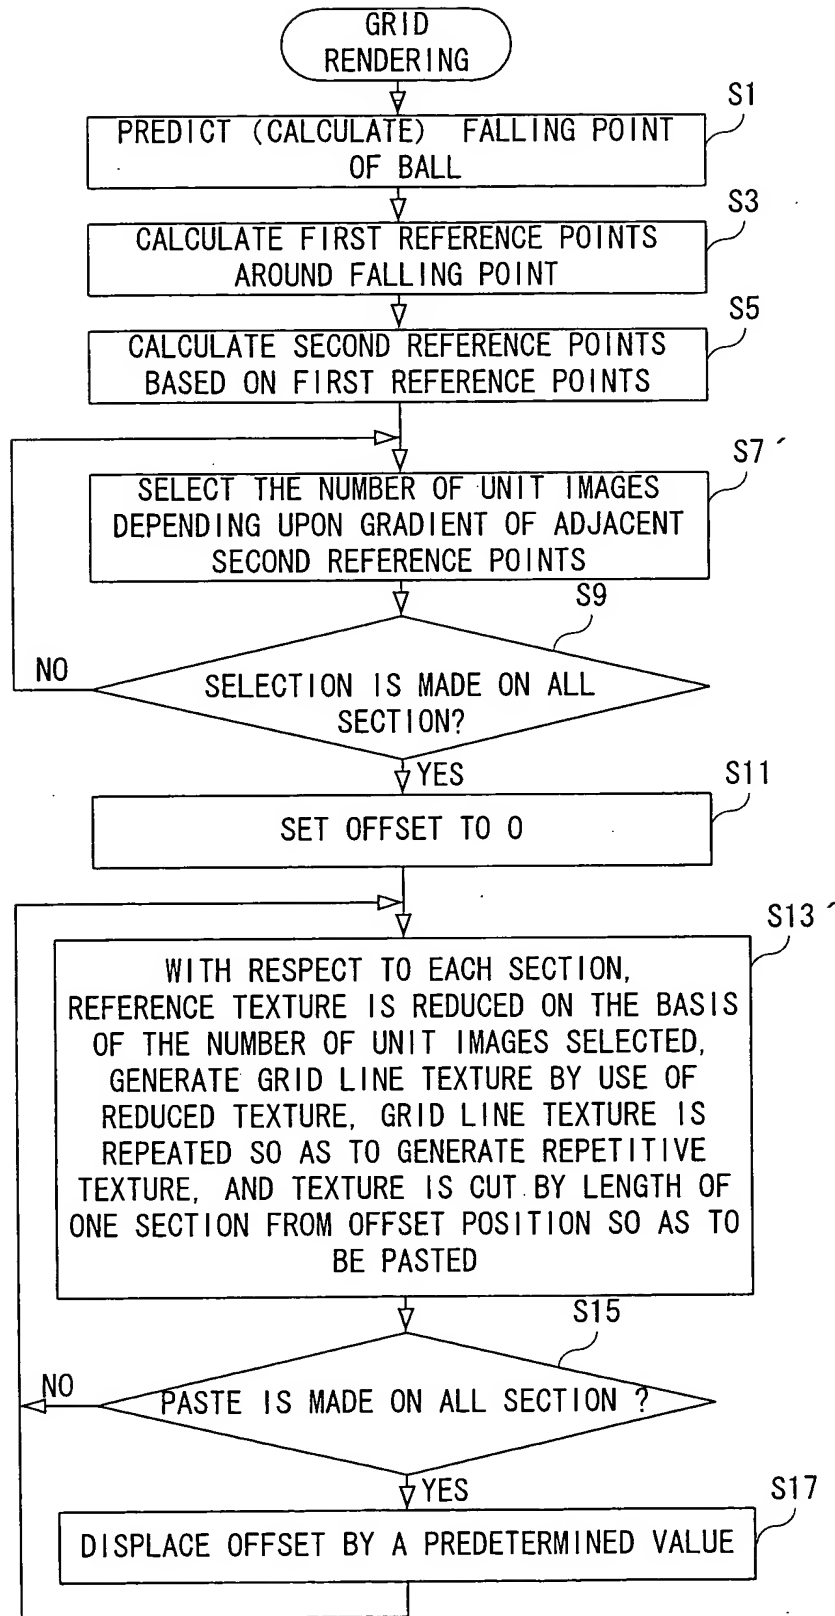 GRID
RENDERING
S1
PREDICT (CALCULATE) FALLING POINT
OF BALL
S3
CALCULATE FIRST REFERENCE POINTS
AROUND FALLING POINT
S5
CALCULATE SECOND REFERENCE POINTS
BASED ON FIRST REFERENCE POINTS
S7´
SELECT THE NUMBER OF UNIT IMAGES
DEPENDING UPON GRADIENT OF ADJACENT
SECOND REFERENCE POINTS
S9
NO
SELECTION IS MADE ON ALL
SECTION?
YES
S11
SET OFFSET TO 0
S13´
WITH RESPECT TO EACH SECTION,
REFERENCE TEXTURE IS REDUCED ON THE BASIS
OF THE NUMBER OF UNIT IMAGES SELECTED,
GENERATE GRID LINE TEXTURE BY USE OF
REDUCED TEXTURE, GRID LINE TEXTURE IS
REPEATED SO AS TO GENERATE REPETITIVE
TEXTURE, AND TEXTURE IS CUT BY LENGTH OF
ONE SECTION FROM OFFSET POSITION SO AS TO
BE PASTED
S15
NO
PASTE IS MADE ON ALL SECTION ?
YES
S17
DISPLACE OFFSET BY A PREDETERMINED VALUE